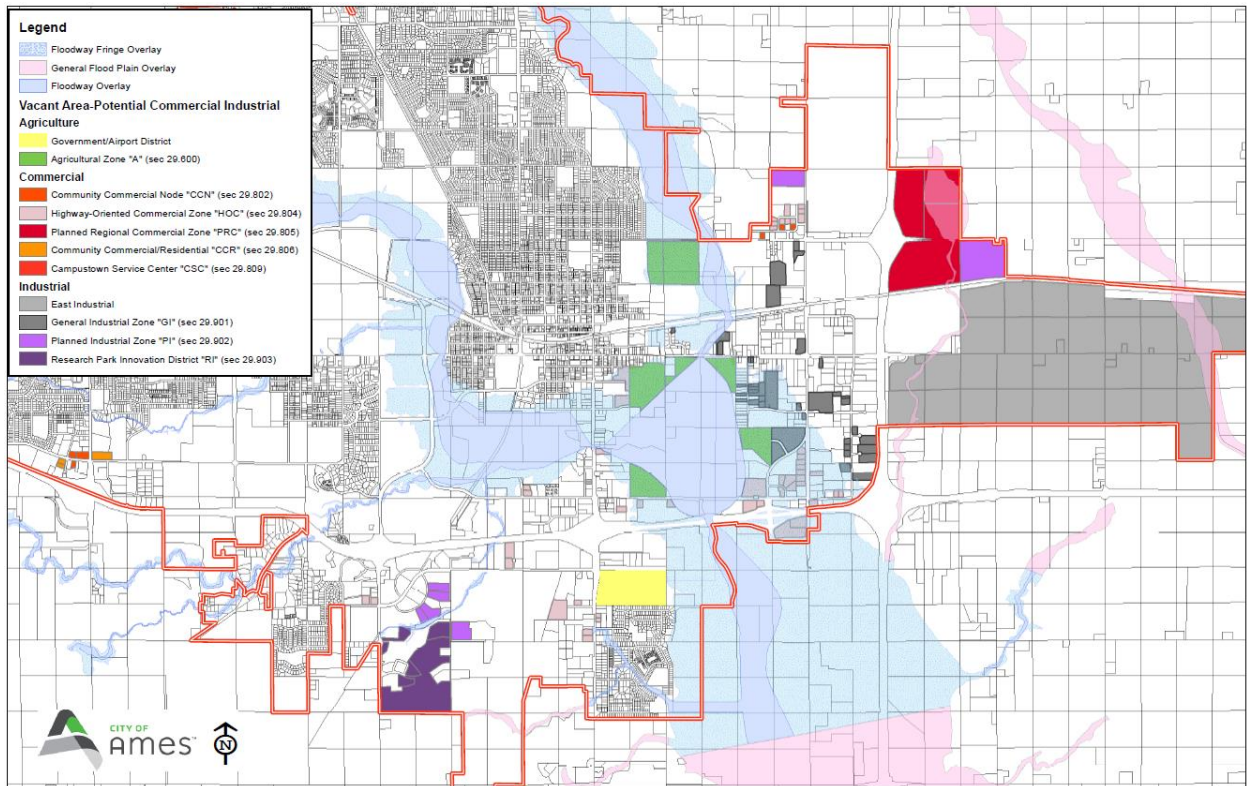 Legend
Floodway Fringe Overlay
General Flood Plain Overlay
Floodway Overlay
Vacant Area-Potential Commercial Industrial
Agriculture
Government/Airport District
Agricultural Zone "A" (sec 29.600)
Commercial
Community Commercial Node "CCN" (sec 29.802)
Highway-Oriented Commercial Zone "HOC" (sec 29.804)
Planned Regional Commercial Zone "PRC" (sec 29.805)
Community Commercial/Residential "CCR" (sec 29.806)
Campustown Service Center "CSC" (sec 29.809)
Industrial
East Industrial
General Industrial Zone "GI" (sec 29.901)
Planned Industrial Zone "PI" (sec 29.902)
Research Park Innovation District "RI" (sec 29.903)
CITY OF
Ames™
N